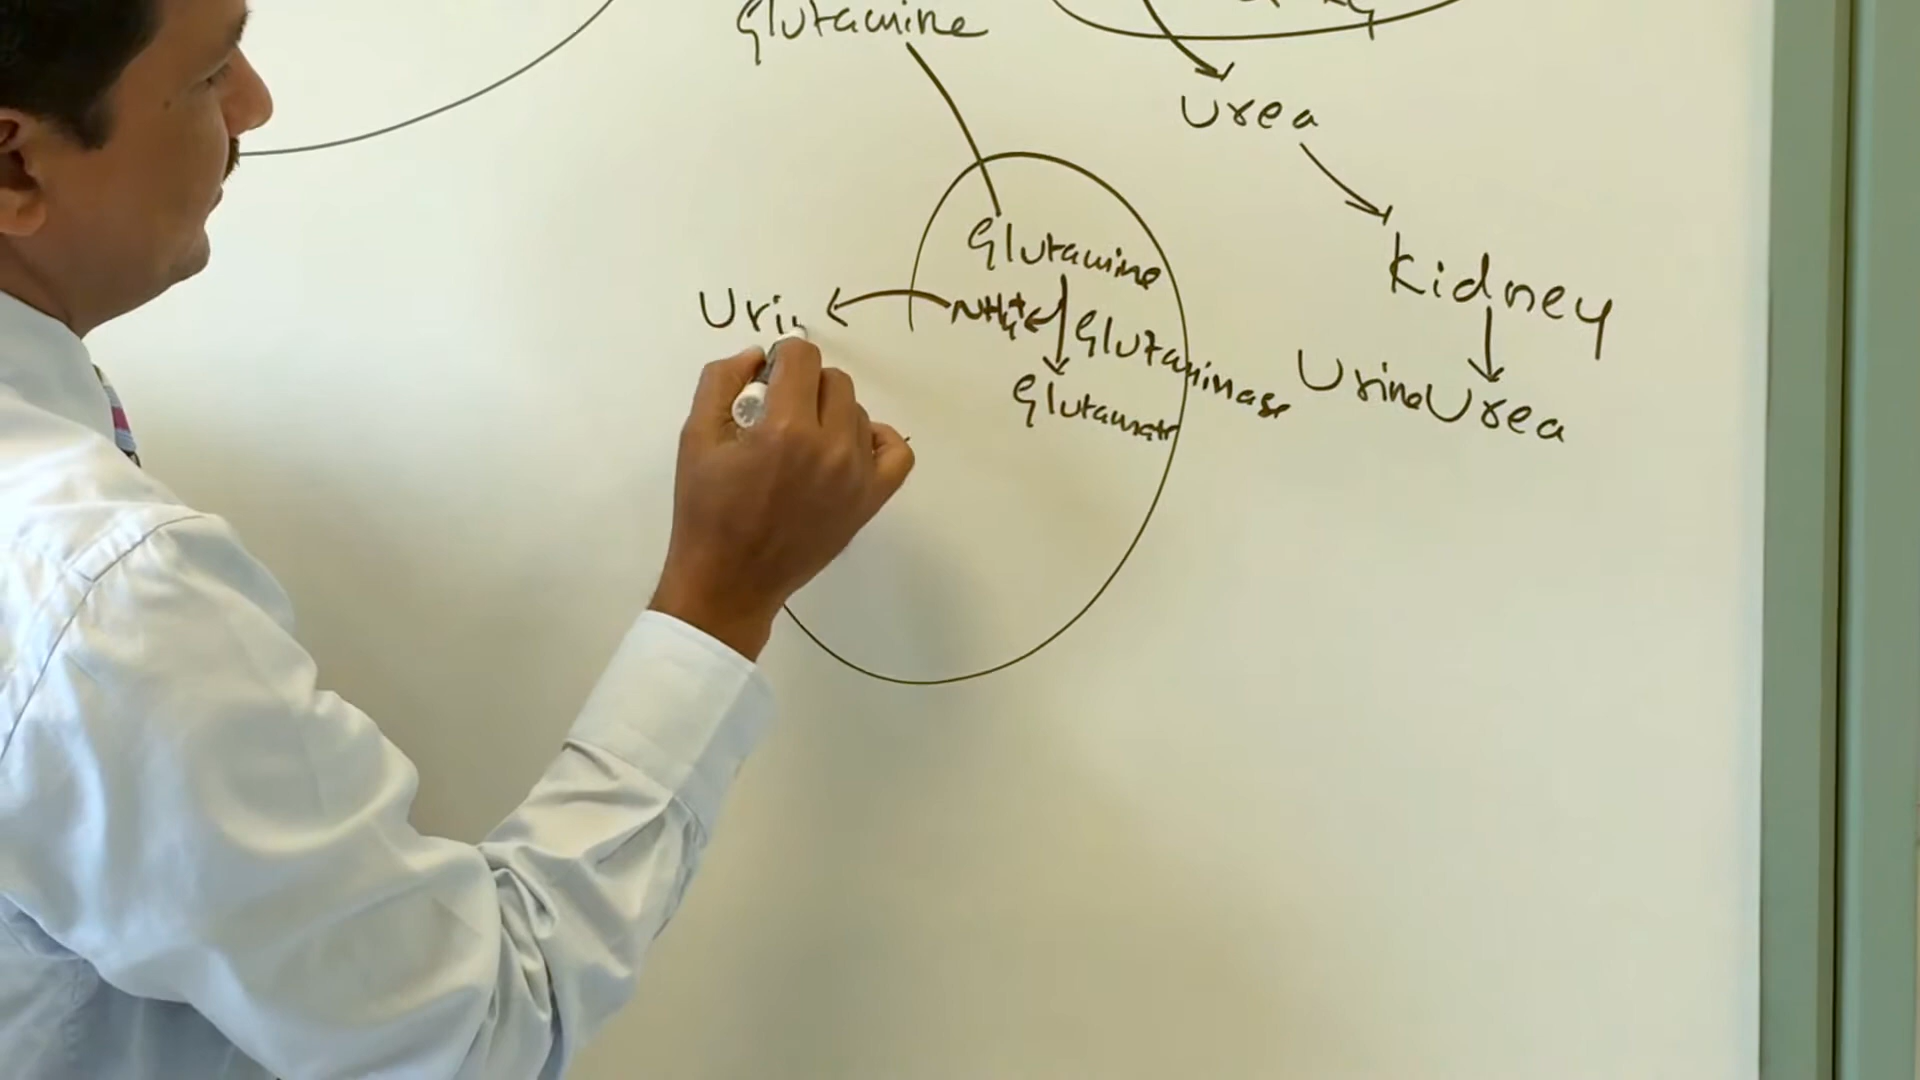 Glutamine
Urea
Glutamine
Kidney
Uri
NH4+
Glutaminase
Urine Urea
Glutamate